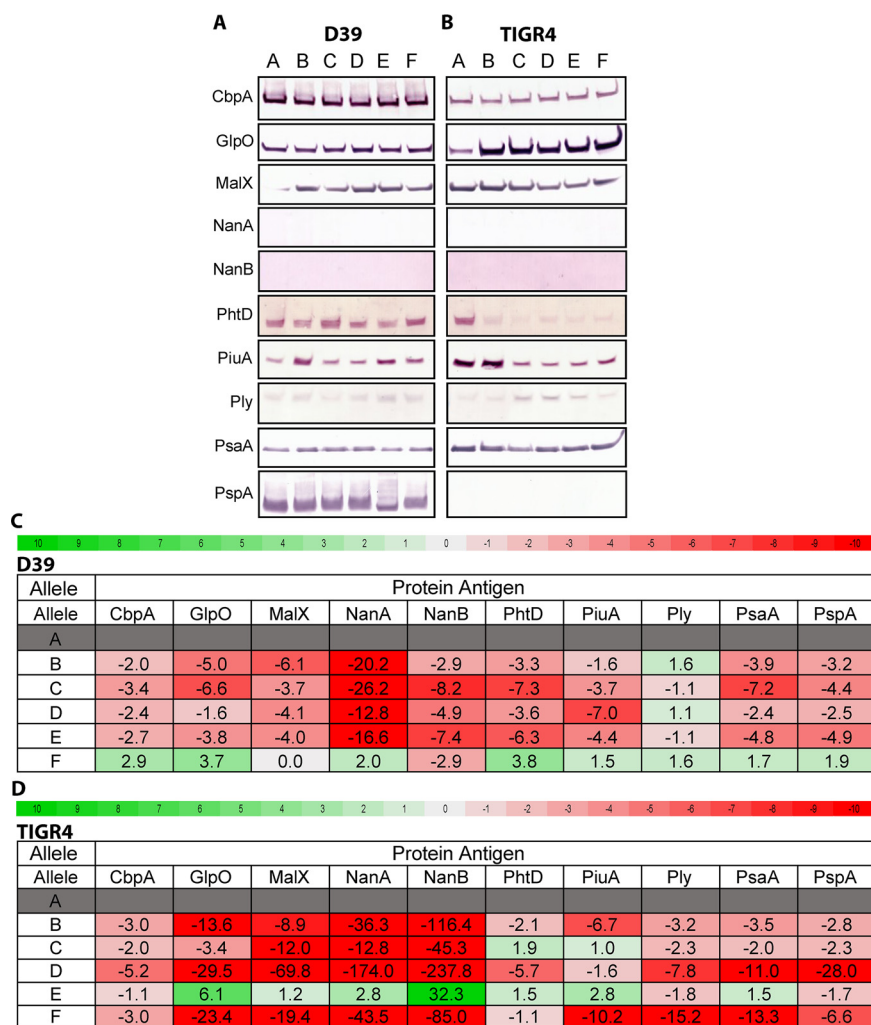 A B
D39 TIGR4
A B C D E F A B C D E F
CbpA
GlpO
MalX
NanA
NanB
PhtD
PiuA
Ply
PsaA
PspA
C
10 9 8 7 6 5 4 3 2 1 0 -1 -2 -3 -4 -5 -6 -7 -8 -9 -10
D39
Allele Protein Antigen
Allele CbpA GlpO MalX NanA NanB PhtD PiuA Ply PsaA PspA
A
B -2.0 -5.0 -6.1 -20.2 -2.9 -3.3 -1.6 1.6 -3.9 -3.2
C -3.4 -6.6 -3.7 -26.2 -8.2 -7.3 -3.7 -1.1 -7.2 -4.4
D -2.4 -1.6 -4.1 -12.8 -4.9 -3.6 -7.0 1.1 -2.4 -2.5
E -2.7 -3.8 -4.0 -16.6 -7.4 -6.3 -4.4 -1.1 -4.8 -4.9
F 2.9 3.7 0.0 2.0 -2.9 3.8 1.5 1.6 1.7 1.9
D
10 9 8 7 6 5 4 3 2 1 0 -1 -2 -3 -4 -5 -6 -7 -8 -9 -10
TIGR4
Allele Protein Antigen
Allele CbpA GlpO MalX NanA NanB PhtD PiuA Ply PsaA PspA
A
B -3.0 -13.6 -8.9 -36.3 -116.4 -2.1 -6.7 -3.2 -3.5 -2.8
C -2.0 -3.4 -12.0 -12.8 -45.3 1.9 1.0 -2.3 -2.0 -2.3
D -5.2 -29.5 -69.8 -174.0 -237.8 -5.7 -1.6 -7.8 -11.0 -28.0
E -1.1 6.1 1.2 2.8 32.3 1.5 2.8 -1.8 1.5 -1.7
F -3.0 -23.4 -19.4 -43.5 -85.0 -1.1 -10.2 -15.2 -13.3 -6.6